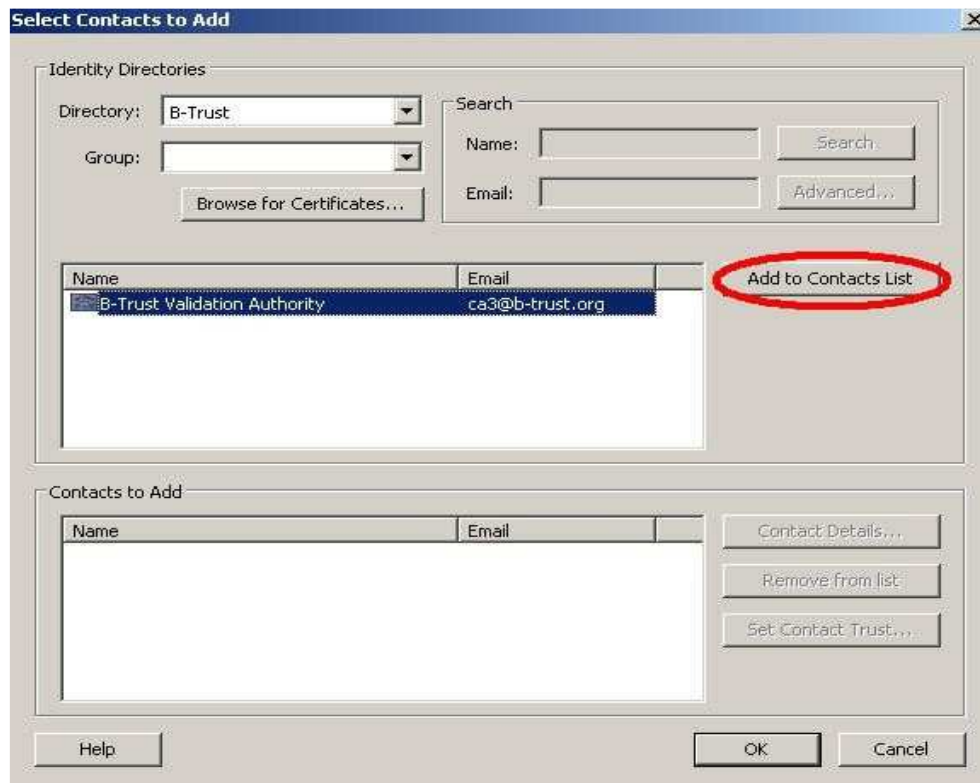 Select Contacts to Add
Identity Directories
Directory: B-Trust
Group:
Browse for Certificates...
Search
Name: Search
Email: Advanced...
Name Email
B-Trust Validation Authority ca3@b-trust.org
Add to Contacts List
Contacts to Add
Name Email
Contact Details...
Remove from list
Set Contact Trust...
Help OK Cancel